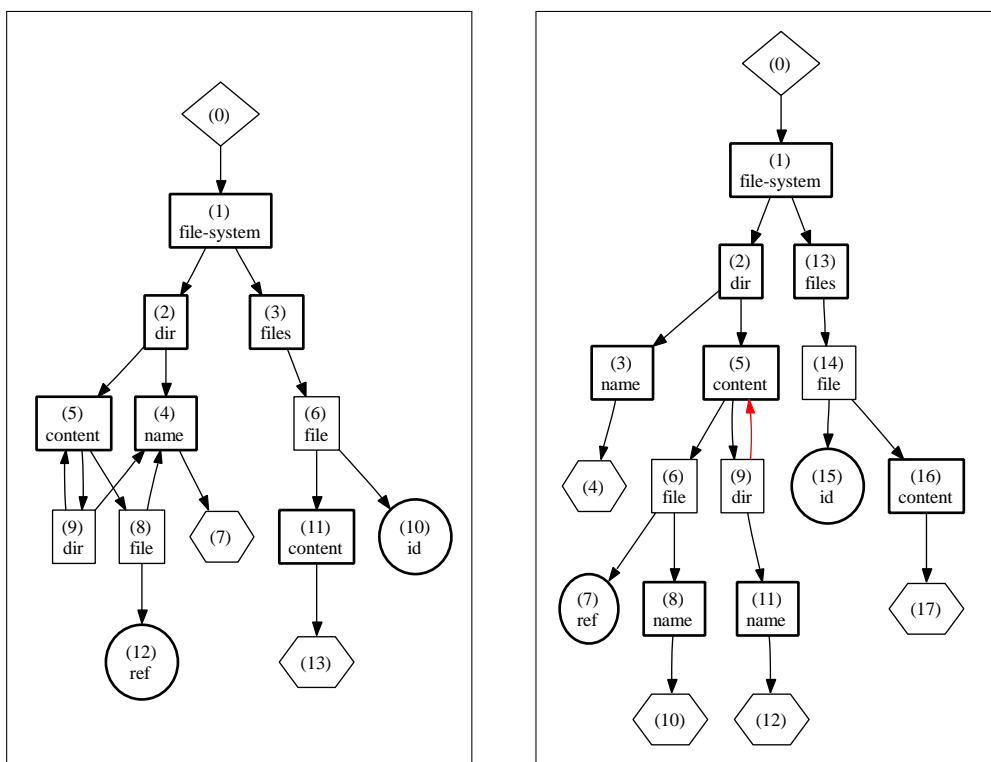 (0)
(1)
file-system
(2)
dir
(3)
files
(5)
content
(4)
name
(6)
file
(9)
dir
(8)
file
(7)
(11)
content
(10)
id
(12)
ref
(13)
(0)
(1)
file-system
(2)
dir
(13)
files
(3)
name
(5)
content
(14)
file
(4)
(6)
file
(9)
dir
(15)
id
(16)
content
(7)
ref
(8)
name
(11)
name
(17)
(10)
(12)